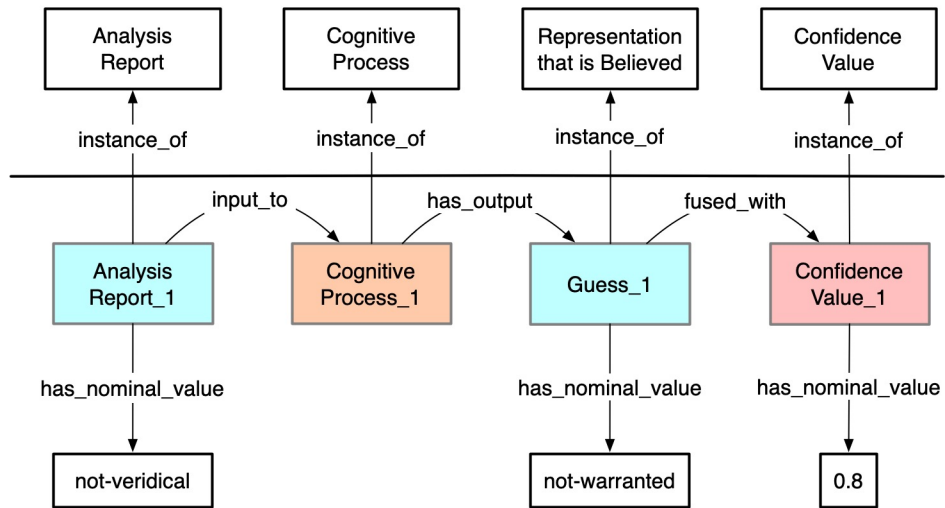 Analysis
Report
Cognitive
Process
Representation
that is Believed
Confidence
Value
instance_of
instance_of
instance_of
instance_of
input_to
has_output
fused_with
Analysis
Report_1
Cognitive
Process_1
Guess_1
Confidence
Value_1
has_nominal_value
has_nominal_value
has_nominal_value
not-veridical
not-warranted
0.8